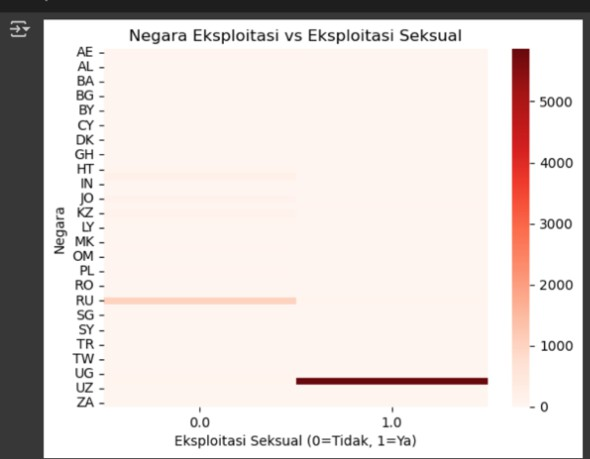 Negara Eksploitasi vs Eksploitasi Seksual
AE
AL
BA
BG
BY
CY
DK
GH
HT
IN
JO
KZ
LY
MK
OM
PL
RO
RU
SG
SY
TR
TW
UG
UZ
ZA
Negara
0.0
1.0
Eksploitasi Seksual (0=Tidak, 1=Ya)
5000
4000
3000
2000
1000
0